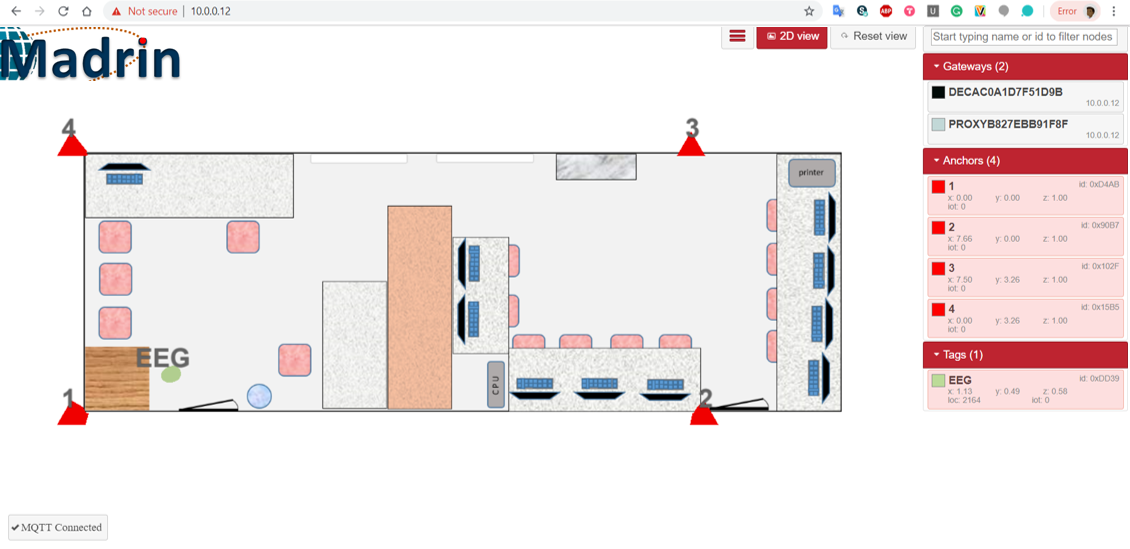 Not secure | 10.0.0.12
ABP
T
U
G
Error
Madrin
2D view
Reset view
Start typing name or id to filter nodes
Gateways (2)
DECAC0A1D7F51D9B
10.0.0.12
PROXYB827EBB91F8F
10.0.0.12
Anchors (4)
1 id: 0xD4AB
x: 0.00 y: 0.00 z: 1.00
iot: 0
2 id: 0x90B7
x: 7.66 y: 0.00 z: 1.00
iot: 0
3 id: 0x102F
x: 7.50 y: 3.26 z: 1.00
iot: 0
4 id: 0x15B5
x: 0.00 y: 3.26 z: 1.00
iot: 0
Tags (1)
EEG id: 0xDD39
x: 1.13 y: 0.49 z: 0.58
loc: 2164 iot: 0
4
3
printer
EEG
CPU
1
2
MQTT Connected